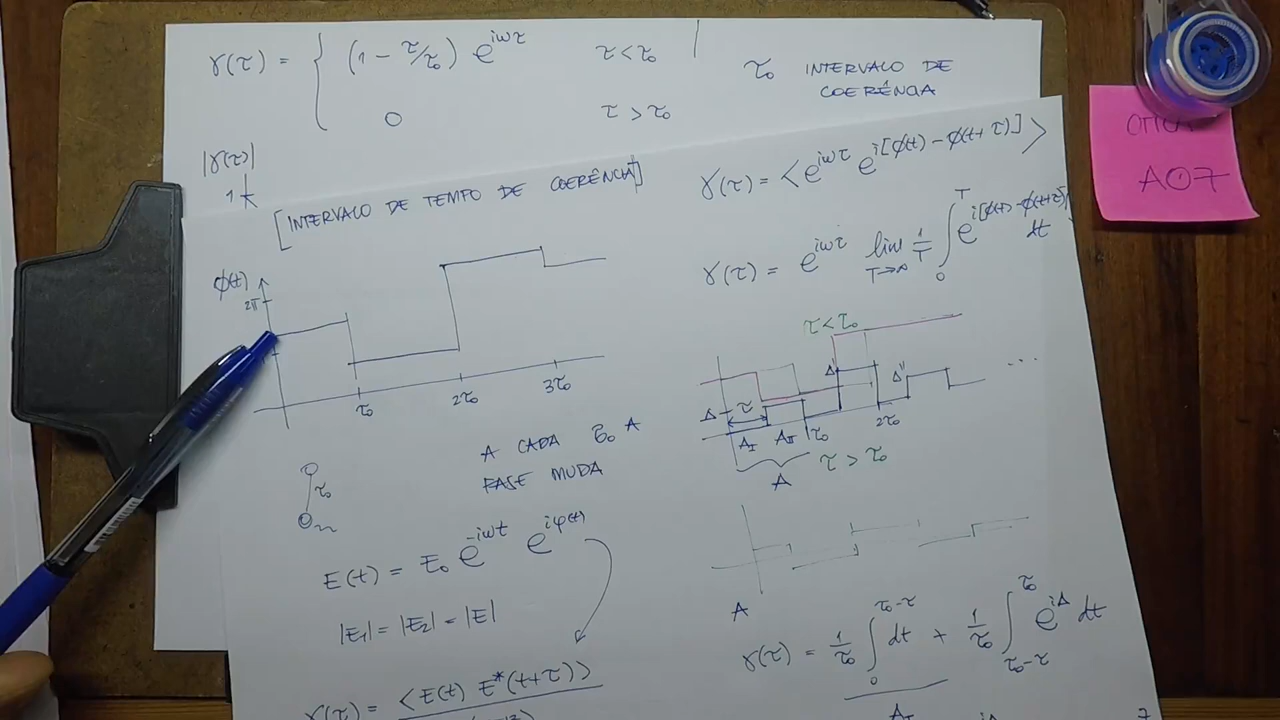 γ(τ) = { (1 - τ/τ₀) e^{iωτ}   τ < τ₀
0   τ > τ₀
τ₀ INTERVALO DE
COERÊNCIA
|γ(τ)|
1
A07
[INTERVALO DE TEMPO DE COERÊNCIA]
φ(t)
2π
τ₀ 2τ₀ 3τ₀
A CADA τ₀ A
FASE MUDA
τ₀
E(t) = E₀ e^{-iωt} e^{iφ(t)}
|E₁| = |E₂| = |E|
γ(τ) = <E(t) E*(t+τ)>
γ(τ) = <e^{iωτ} e^{i[φ(t) - φ(t+τ)]}>
γ(τ) = e^{iωτ} lim_{T→∞} 1/T ∫₀^T e^{i[φ(t) - φ(t+τ)]} dt
τ < τ₀
Δ' Δ'' ...
Δ τ
A_I A_II τ₀ 2τ₀
A τ > τ₀
A
γ(τ) = 1/τ₀ ∫₀^{τ₀-τ} dt + 1/τ₀ ∫_{τ₀-τ}^{τ₀} e^{iΔ} dt
A_I